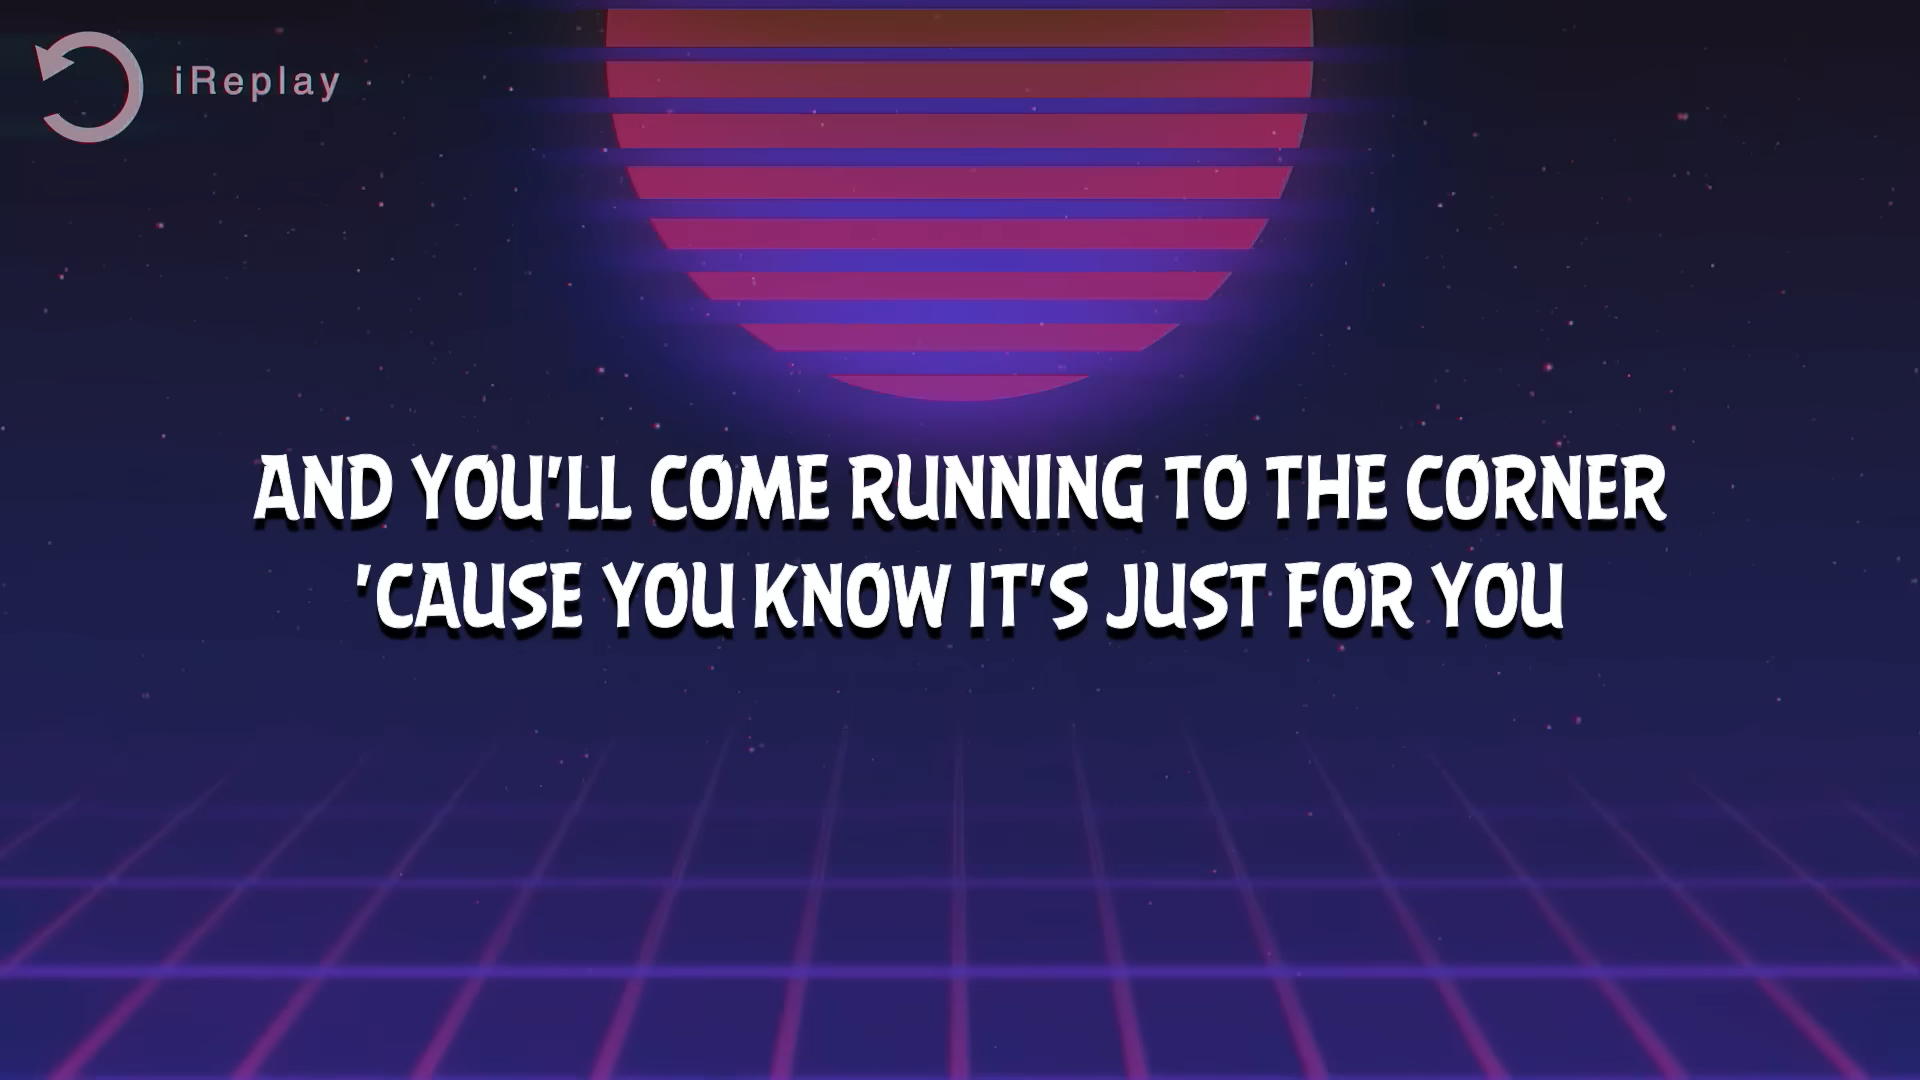 iReplay
AND YOU'LL COME RUNNING TO THE CORNER
'CAUSE YOU KNOW IT'S JUST FOR YOU